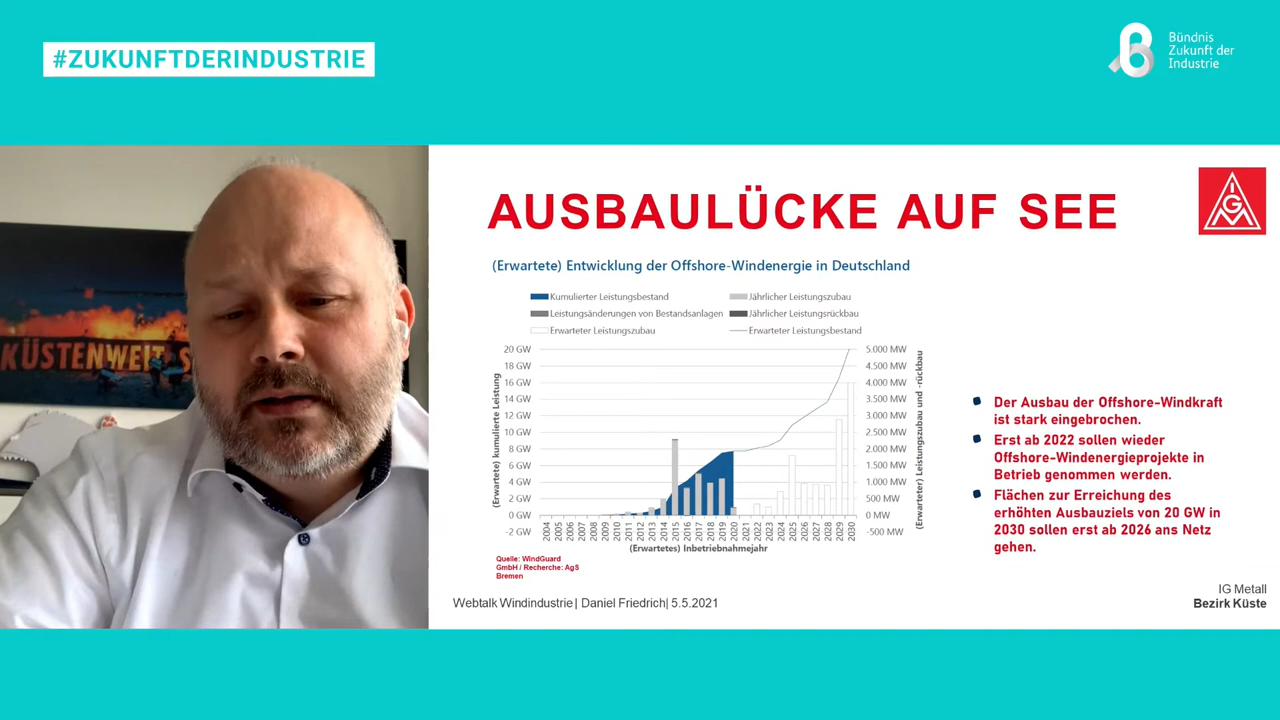 #ZUKUNFTDERINDUSTRIE
Bündnis
Zukunft der
Industrie
KÜSTENWEIT
AUSBAULÜCKE AUF SEE
IGM
(Erwartete) Entwicklung der Offshore-Windenergie in Deutschland
Kumulierter Leistungsbestand
Jährlicher Leistungszubau
Leistungsänderungen von Bestandsanlagen
Jährlicher Leistungsrückbau
Erwarteter Leistungszubau
Erwarteter Leistungsbestand
(Erwartete) kumulierte Leistung
20 GW
18 GW
16 GW
14 GW
12 GW
10 GW
8 GW
6 GW
4 GW
2 GW
0 GW
-2 GW
5.000 MW
4.500 MW
4.000 MW
3.500 MW
3.000 MW
2.500 MW
2.000 MW
1.500 MW
1.000 MW
500 MW
0 MW
-500 MW
(Erwarteter) Leistungszubau und -rückbau
2004 2005 2006 2007 2008 2009 2010 2011 2012 2013 2014 2015 2016 2017 2018 2019 2020 2021 2022 2023 2024 2025 2026 2027 2028 2029 2030
(Erwartetes) Inbetriebnahmejahr
Quelle: WindGuard
GmbH / Recherche: AgS
Bremen
Der Ausbau der Offshore-Windkraft
ist stark eingebrochen.
Erst ab 2022 sollen wieder
Offshore-Windenergieprojekte in
Betrieb genommen werden.
Flächen zur Erreichung des
erhöhten Ausbauziels von 20 GW in
2030 sollen erst ab 2026 ans Netz
gehen.
Webtalk Windindustrie| Daniel Friedrich| 5.5.2021
IG Metall
Bezirk Küste